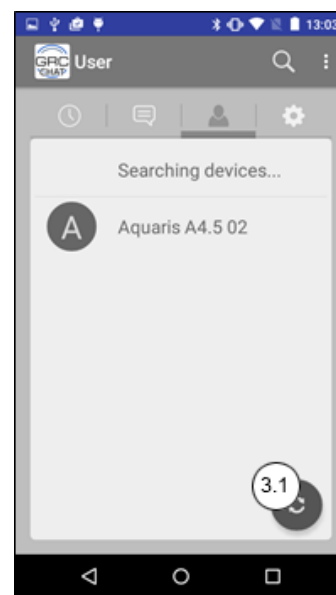 13:03
GRC
CHAT
User
Searching devices...
A
Aquaris A4.5 02
3.1